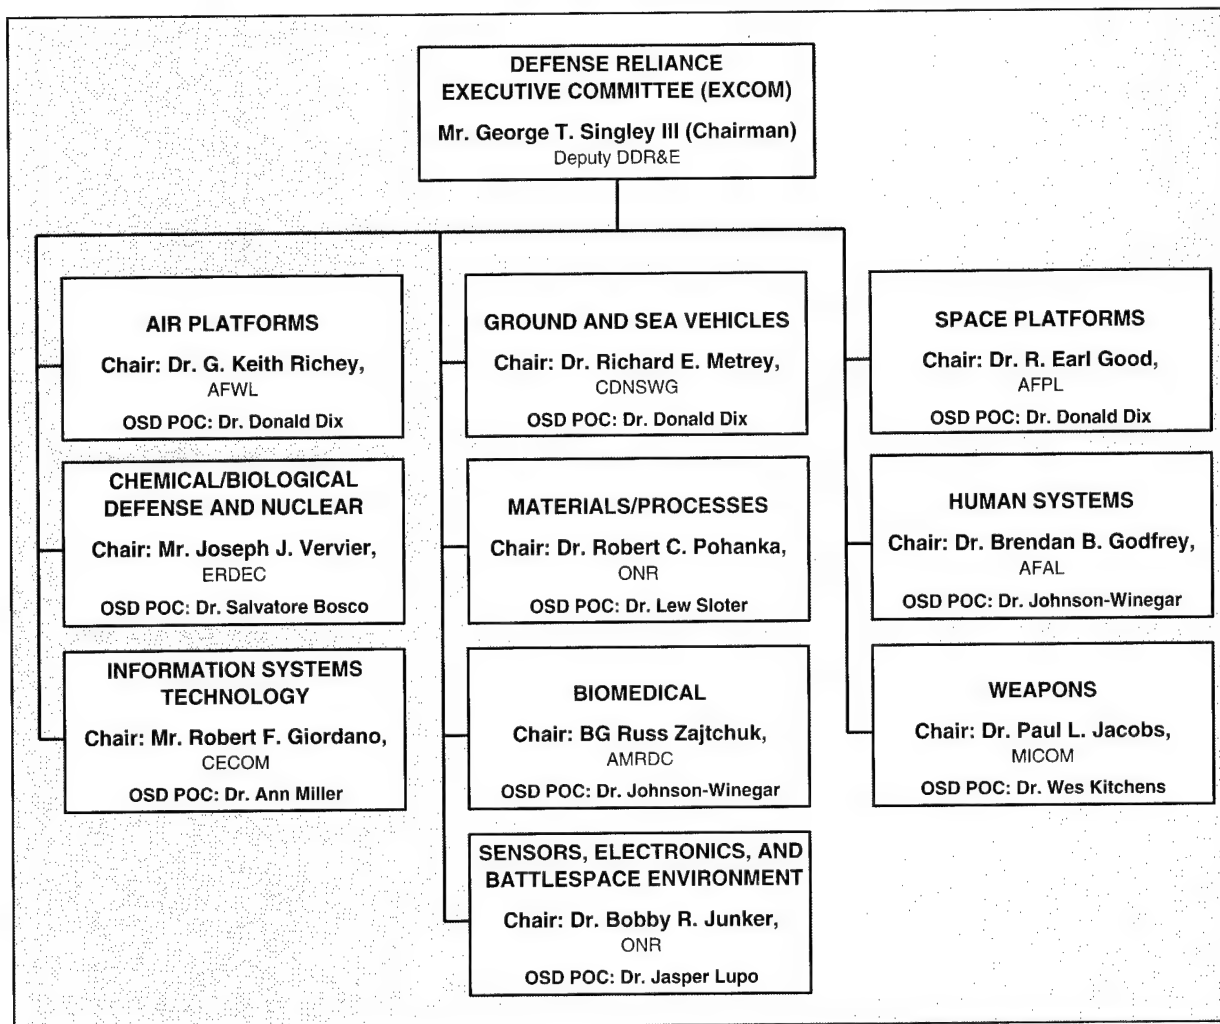 DEFENSE RELIANCE
EXECUTIVE COMMITTEE (EXCOM)
Mr. George T. Singley III (Chairman)
Deputy DDR&E
AIR PLATFORMS
Chair: Dr. G. Keith Richey,
AFWL
OSD POC: Dr. Donald Dix
GROUND AND SEA VEHICLES
Chair: Dr. Richard E. Metrey,
CDNSWG
OSD POC: Dr. Donald Dix
SPACE PLATFORMS
Chair: Dr. R. Earl Good,
AFPL
OSD POC: Dr. Donald Dix
CHEMICAL/BIOLOGICAL
DEFENSE AND NUCLEAR
Chair: Mr. Joseph J. Vervier,
ERDEC
OSD POC: Dr. Salvatore Bosco
MATERIALS/PROCESSES
Chair: Dr. Robert C. Pohanka,
ONR
OSD POC: Dr. Lew Sloter
HUMAN SYSTEMS
Chair: Dr. Brendan B. Godfrey,
AFAL
OSD POC: Dr. Johnson-Winegar
INFORMATION SYSTEMS
TECHNOLOGY
Chair: Mr. Robert F. Giordano,
CECOM
OSD POC: Dr. Ann Miller
BIOMEDICAL
Chair: BG Russ Zajtchuk,
AMRDC
OSD POC: Dr. Johnson-Winegar
WEAPONS
Chair: Dr. Paul L. Jacobs,
MICOM
OSD POC: Dr. Wes Kitchens
SENSORS, ELECTRONICS, AND
BATTLESPACE ENVIRONMENT
Chair: Dr. Bobby R. Junker,
ONR
OSD POC: Dr. Jasper Lupo